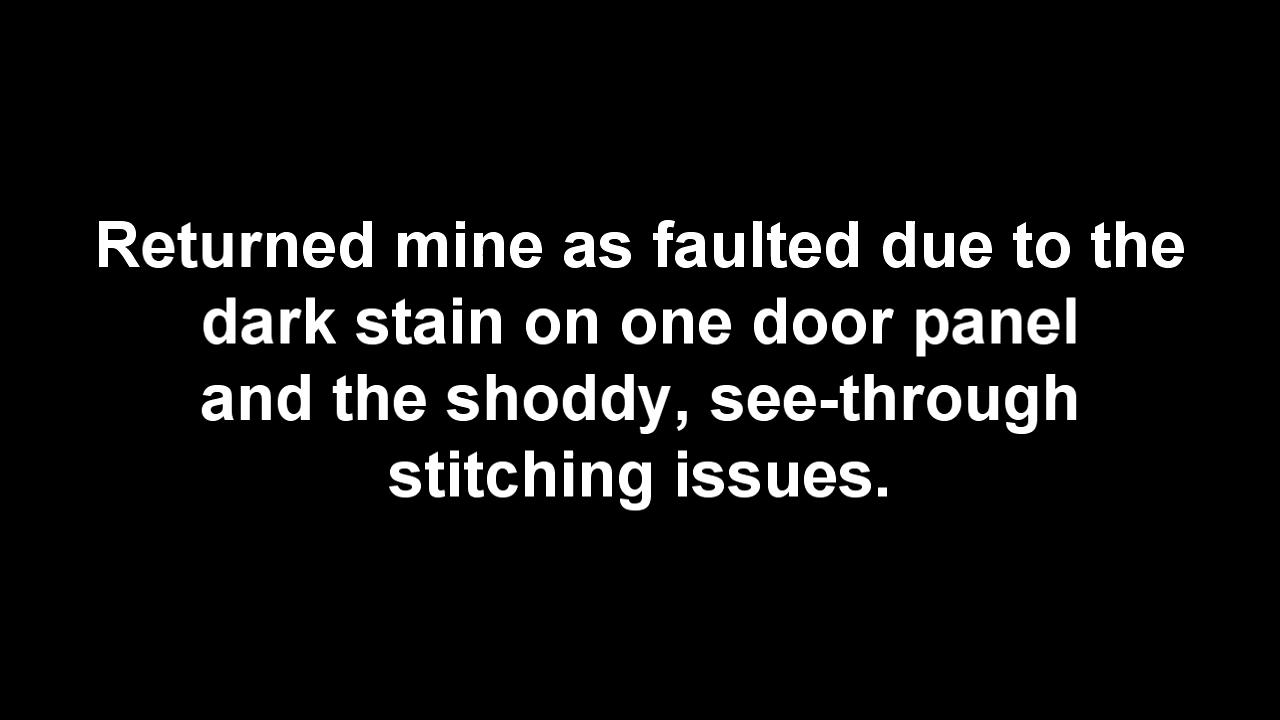 Returned mine as faulted due to the
dark stain on one door panel
and the shoddy, see-through
stitching issues.